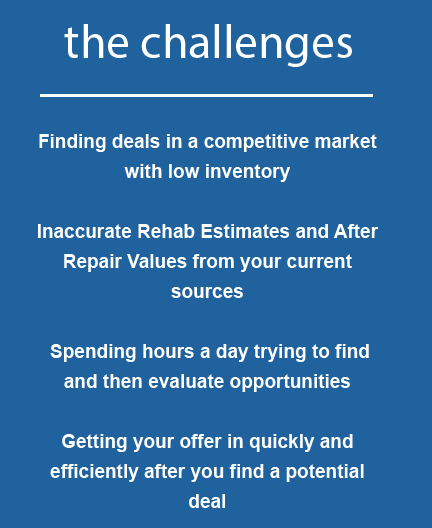 the challenges
Finding deals in a competitive market
with low inventory
Inaccurate Rehab Estimates and After
Repair Values from your current
sources
Spending hours a day trying to find
and then evaluate opportunities
Getting your offer in quickly and
efficiently after you find a potential
deal